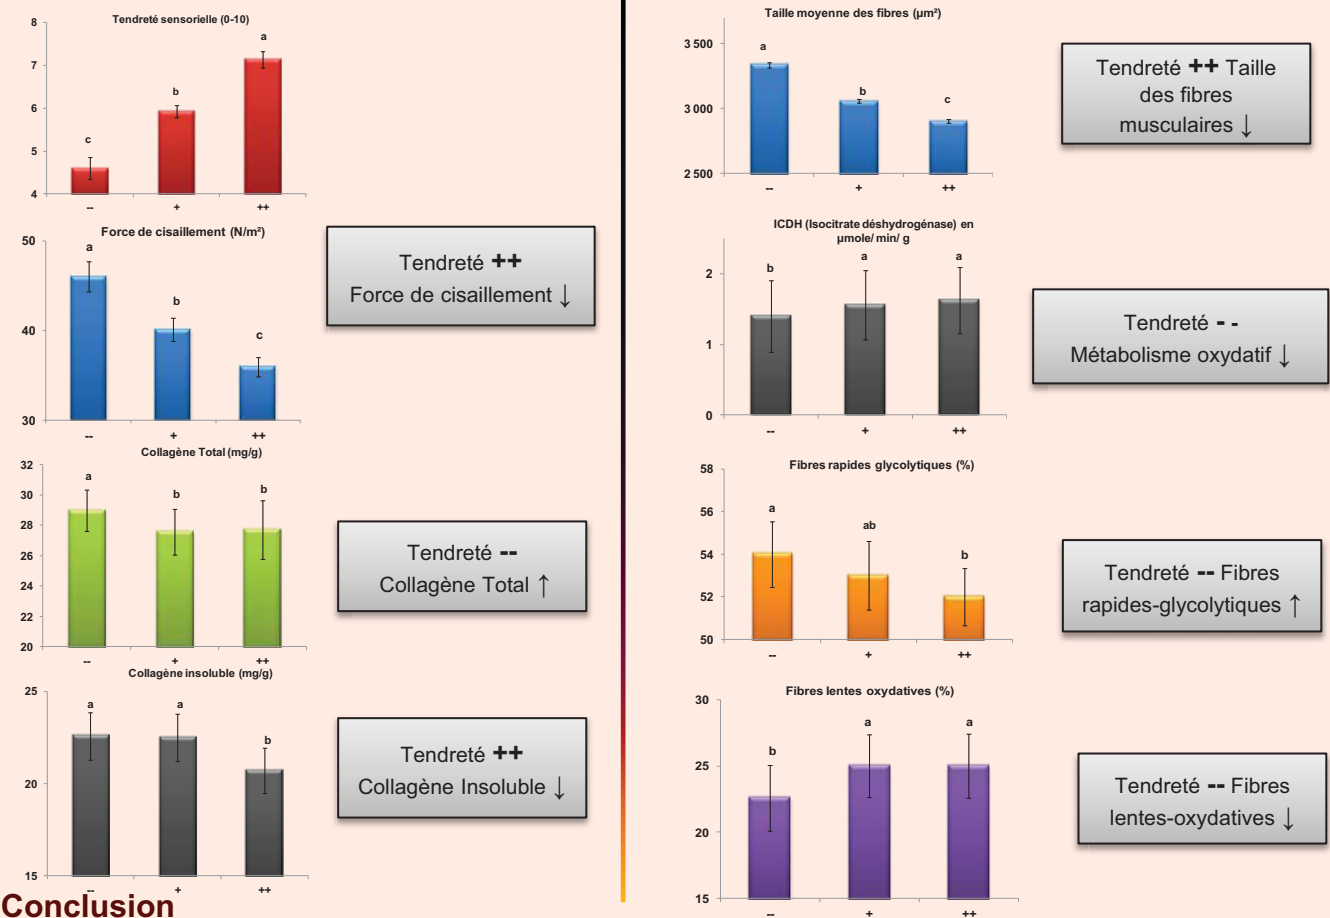 Tendreté sensorielle (0-10)
8
7
6
5
4
c
b
a
--
+
++
Force de cisaillement (N/m²)
50
40
30
a
b
c
--
+
++
Tendreté ++
Force de cisaillement ↓
Collagène Total (mg/g)
32
30
28
26
24
22
20
a
b
b
--
+
++
Tendreté --
Collagène Total ↑
Collagène insoluble (mg/g)
25
20
15
a
a
b
--
+
++
Tendreté ++
Collagène Insoluble ↓
Taille moyenne des fibres (µm²)
3 500
3 000
2 500
a
b
c
--
+
++
Tendreté ++ Taille
des fibres
musculaires ↓
ICDH (Isocitrate déshydrogénase) en
µmole/ min/ g
2
1
0
b
a
a
--
+
++
Tendreté - -
Métabolisme oxydatif ↓
Fibres rapides glycolytiques (%)
58
56
54
52
50
a
ab
b
--
+
++
Tendreté -- Fibres
rapides-glycolytiques ↑
Fibres lentes oxydatives (%)
30
25
20
15
b
a
a
--
+
++
Tendreté -- Fibres
lentes-oxydatives ↓
Conclusion